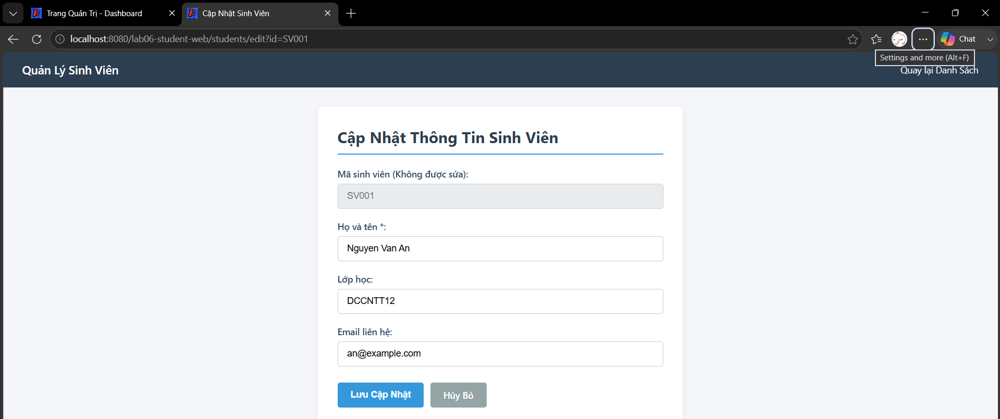 Trang Quản Trị - Dashboard
Cập Nhật Sinh Viên
localhost:8080/lab06-student-web/students/edit?id=SV001
Chat
Settings and more (Alt+F)
Quản Lý Sinh Viên
Quay lại Danh Sách
Cập Nhật Thông Tin Sinh Viên
Mã sinh viên (Không được sửa):
SV001
Họ và tên *:
Nguyen Van An
Lớp học:
DCCNTT12
Email liên hệ:
an@example.com
Lưu Cập Nhật
Hủy Bỏ